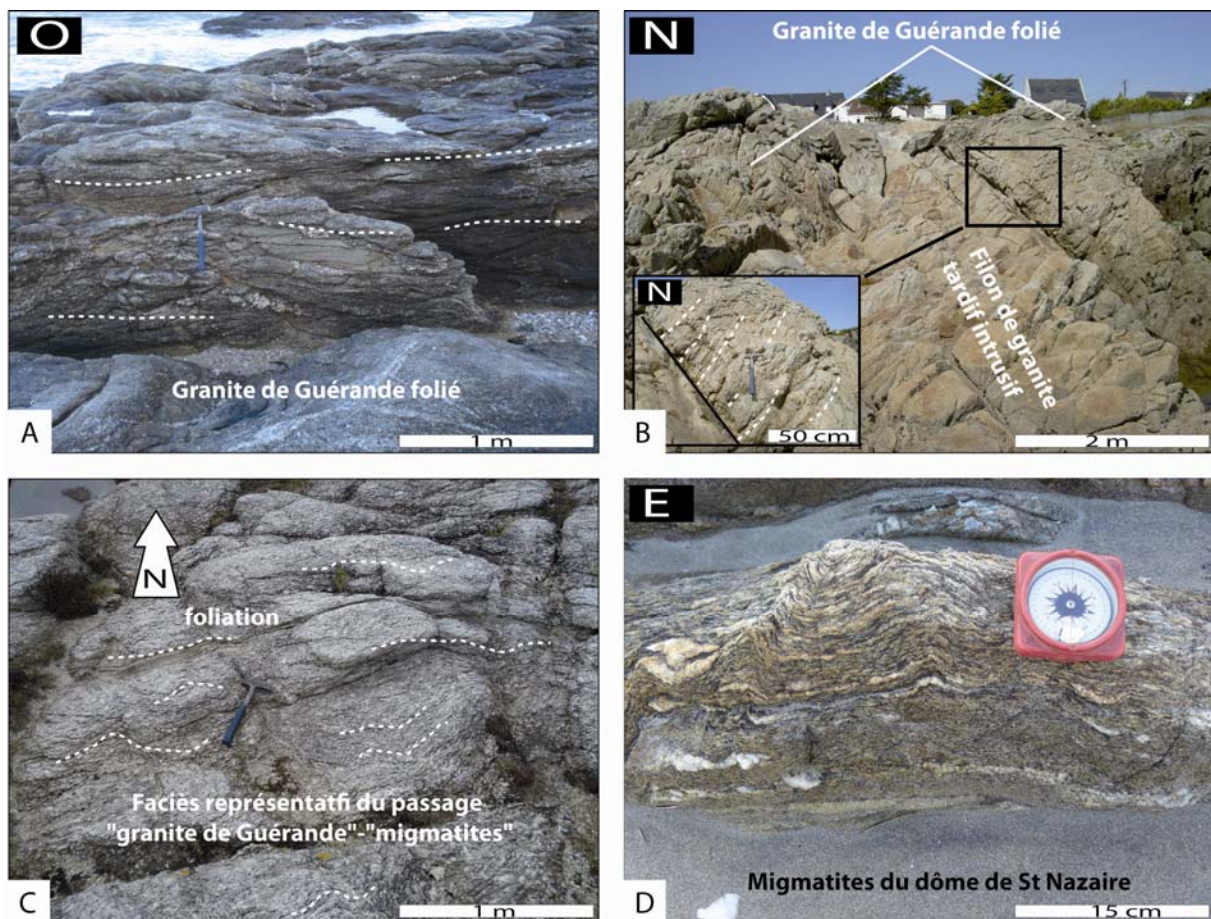 O
Granite de Guérande folié
1 m
A
N
Granite de Guérande folié
Filon de granite
tardif intrusif
N
50 cm
2 m
B
N
foliation
Faciès représentatfi du passage
"granite de Guérande"-"migmatites"
1 m
C
E
Migmatites du dôme de St Nazaire
15 cm
D